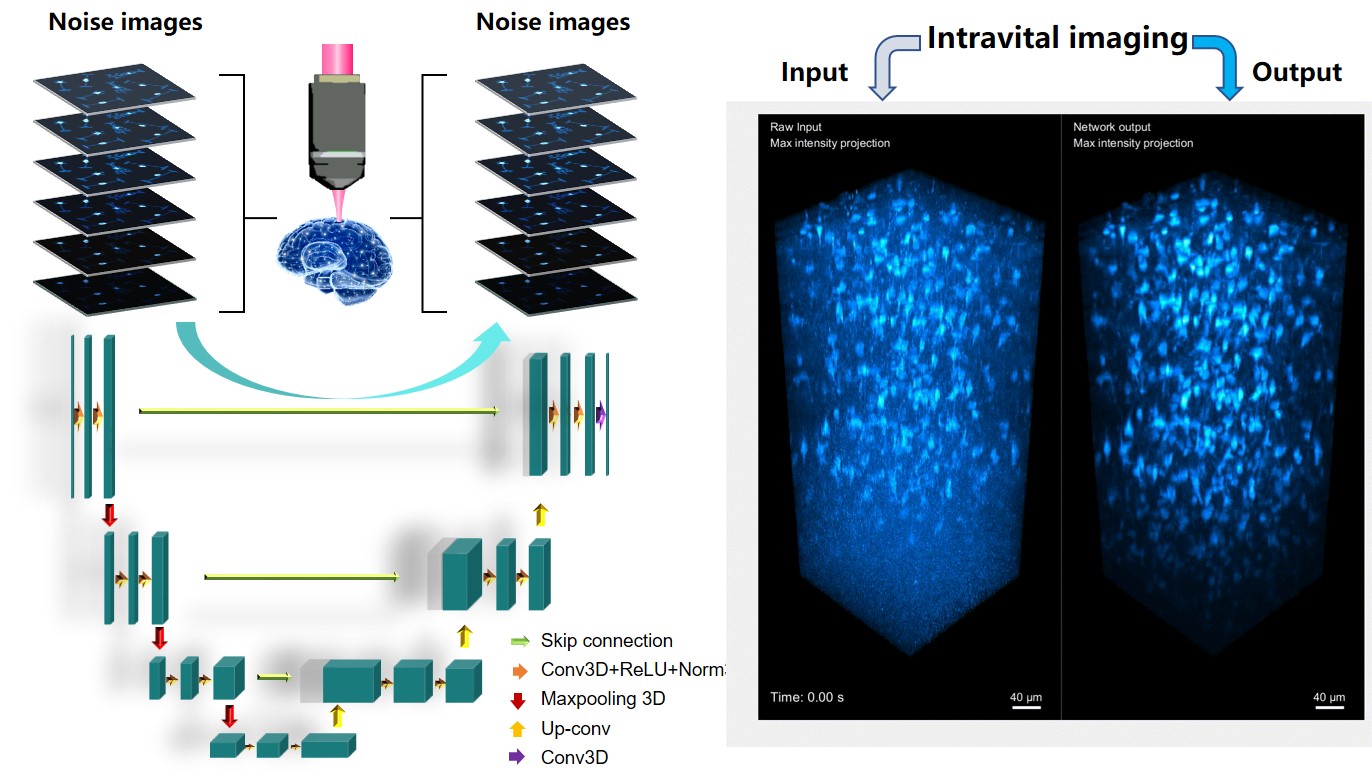 Noise images
Noise images
Skip connection
Conv3D+ReLU+Norm
Maxpooling 3D
Up-conv
Conv3D
Intravital imaging
Input
Output
Raw Input
Max intensity projection
Network output
Max intensity projection
Time: 0.00 s
40 µm
40 µm